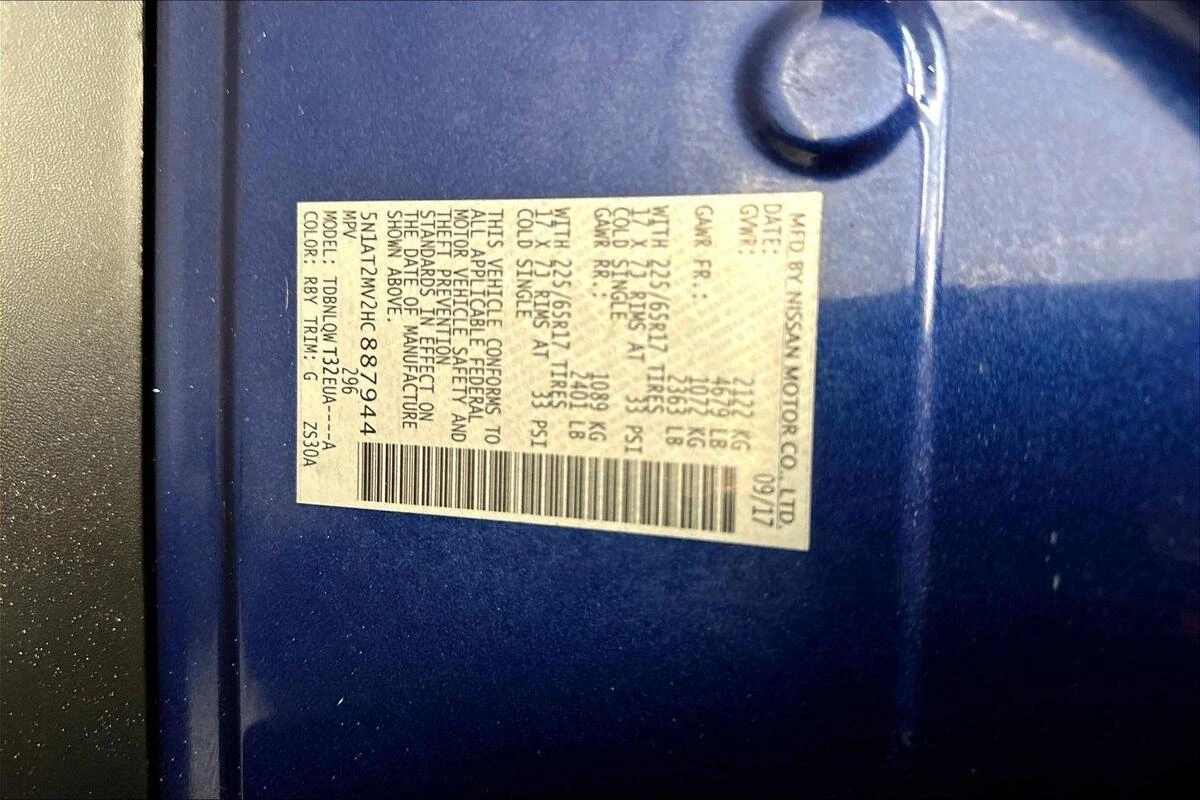 MFD BY NISSAN MOTOR CO., LTD.
DATE: 09/17
GVWR: 2122 KG
4679 LB
GAWR FR.: 1072 KG
2363 LB
WITH 225/65R17 TIRES
17 X 7J RIMS AT 33 PSI
COLD SINGLE
GAWR RR.: 1089 KG
2401 LB
WITH 225/65R17 TIRES
17 X 7J RIMS AT 33 PSI
COLD SINGLE
THIS VEHICLE CONFORMS TO
ALL APPLICABLE FEDERAL
MOTOR VEHICLE SAFETY AND
THEFT PREVENTION
STANDARDS IN EFFECT ON
THE DATE OF MANUFACTURE
SHOWN ABOVE.
5N1AT2MV2HC887944
MPV 296
MODEL: TDBNLQWT32EUA----A
COLOR: RBY TRIM: G ZS30A